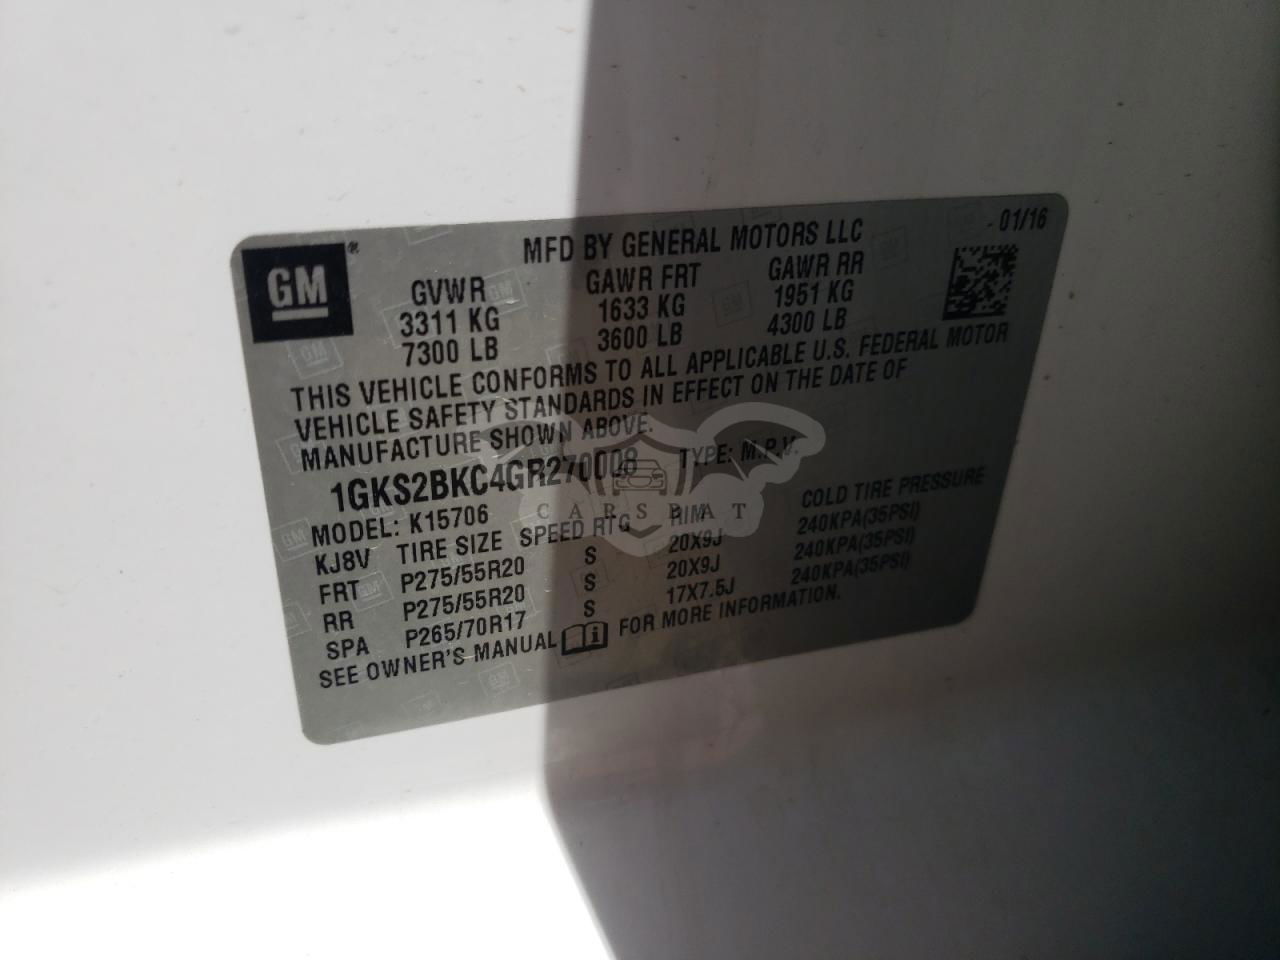 GM®
MFD BY GENERAL MOTORS LLC - 01/16
GVWR GAWR FRT GAWR RR
3311 KG 1633 KG 1951 KG
7300 LB 3600 LB 4300 LB
THIS VEHICLE CONFORMS TO ALL APPLICABLE U.S. FEDERAL MOTOR
VEHICLE SAFETY STANDARDS IN EFFECT ON THE DATE OF
MANUFACTURE SHOWN ABOVE.
1GKS2BKC4GR270008 TYPE: M.P.V.
CARSBAT
MODEL: K15706
KJ8V TIRE SIZE SPEED RTG RIM COLD TIRE PRESSURE
FRT P275/55R20 S 20X9J 240KPA(35PSI)
RR P275/55R20 S 20X9J 240KPA(35PSI)
SPA P265/70R17 S 17X7.5J 240KPA(35PSI)
SEE OWNER'S MANUAL FOR MORE INFORMATION.